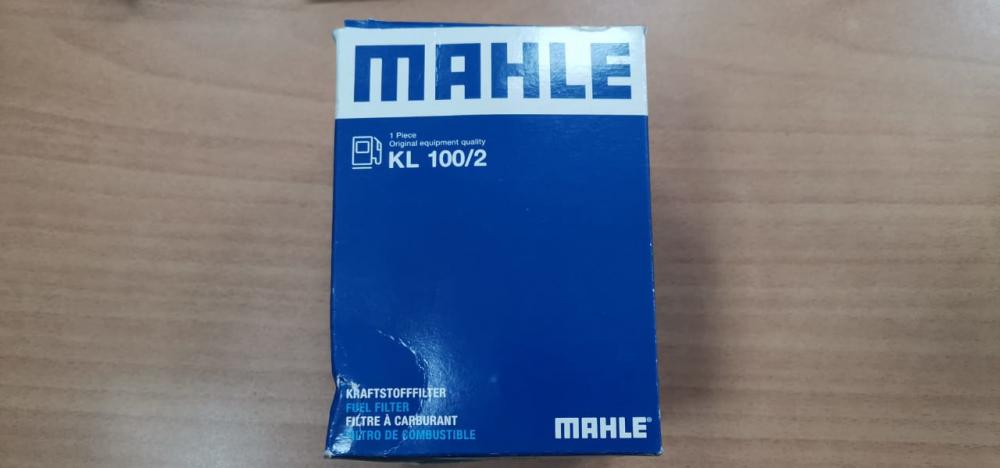 MAHLE
1 Piece
Original equipment quality
KL 100/2
KRAFTSTOFFFILTER
FUEL FILTER
FILTRE À CARBURANT
FILTRO DE COMBUSTIBLE
MAHLE®